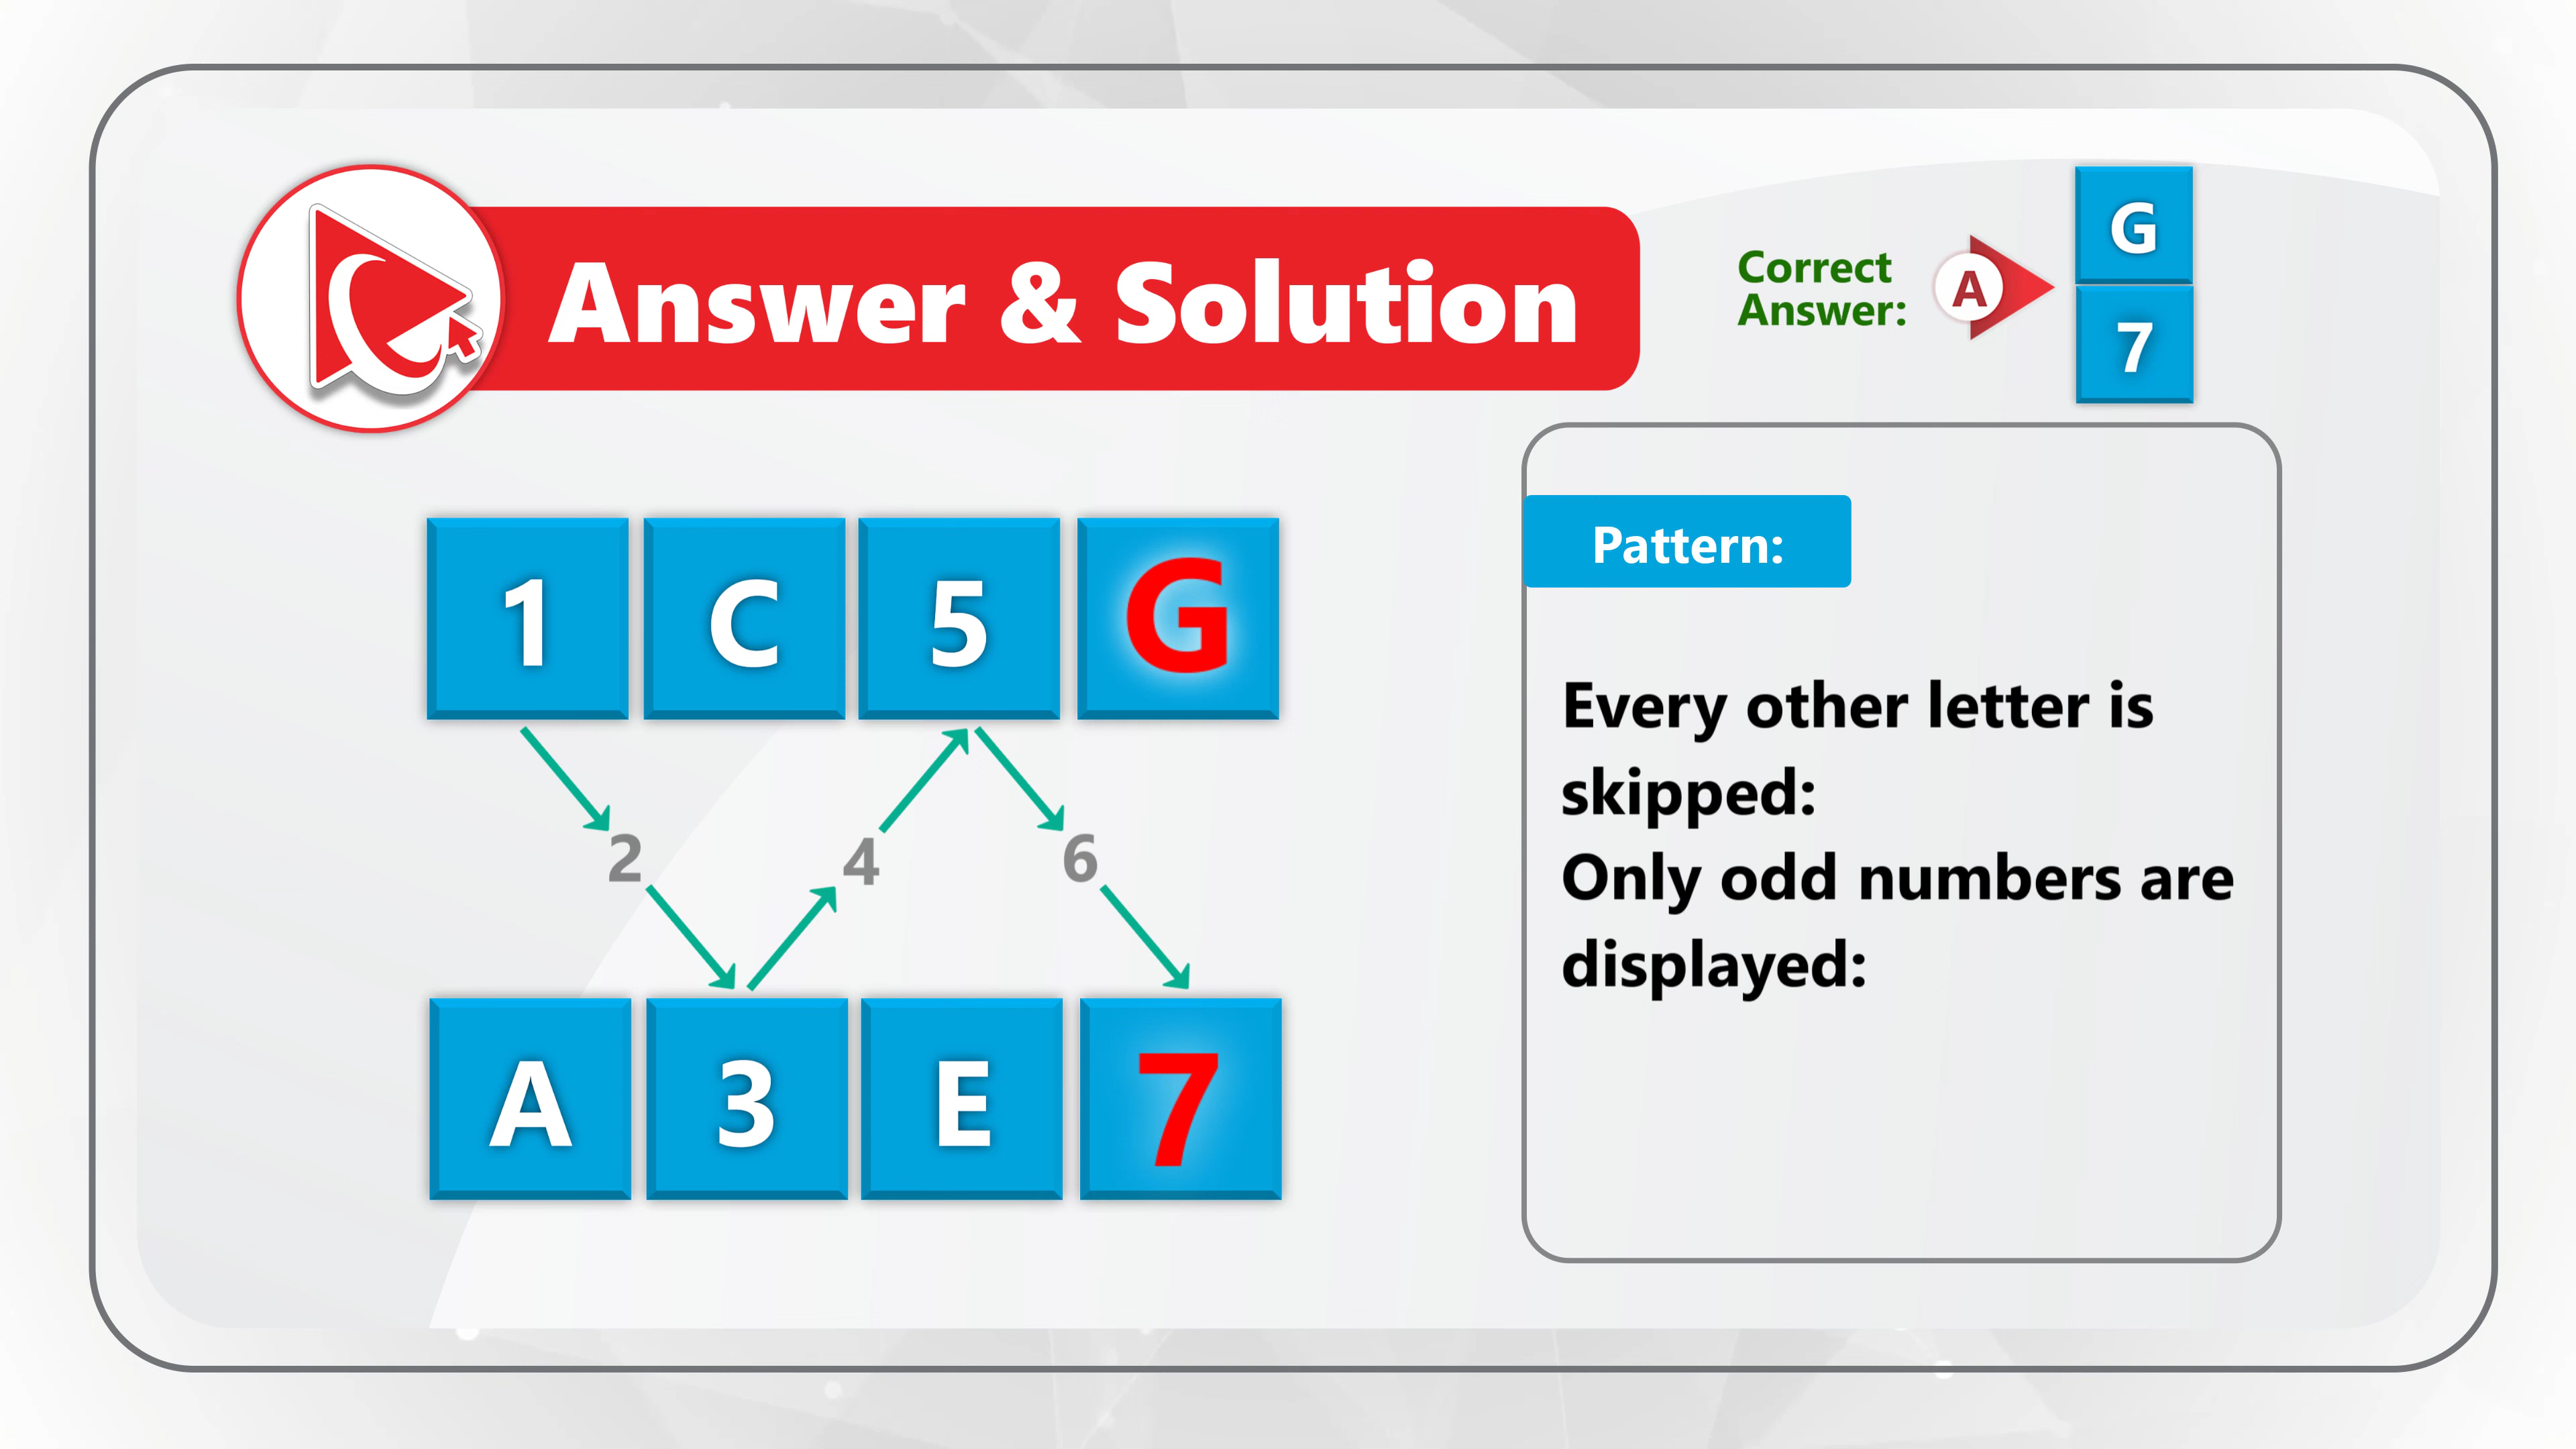 Answer & Solution
Correct
Answer:
A
G
7
1 C 5 G
2 4 6
A 3 E 7
Pattern:
Every other letter is
skipped:
Only odd numbers are
displayed: